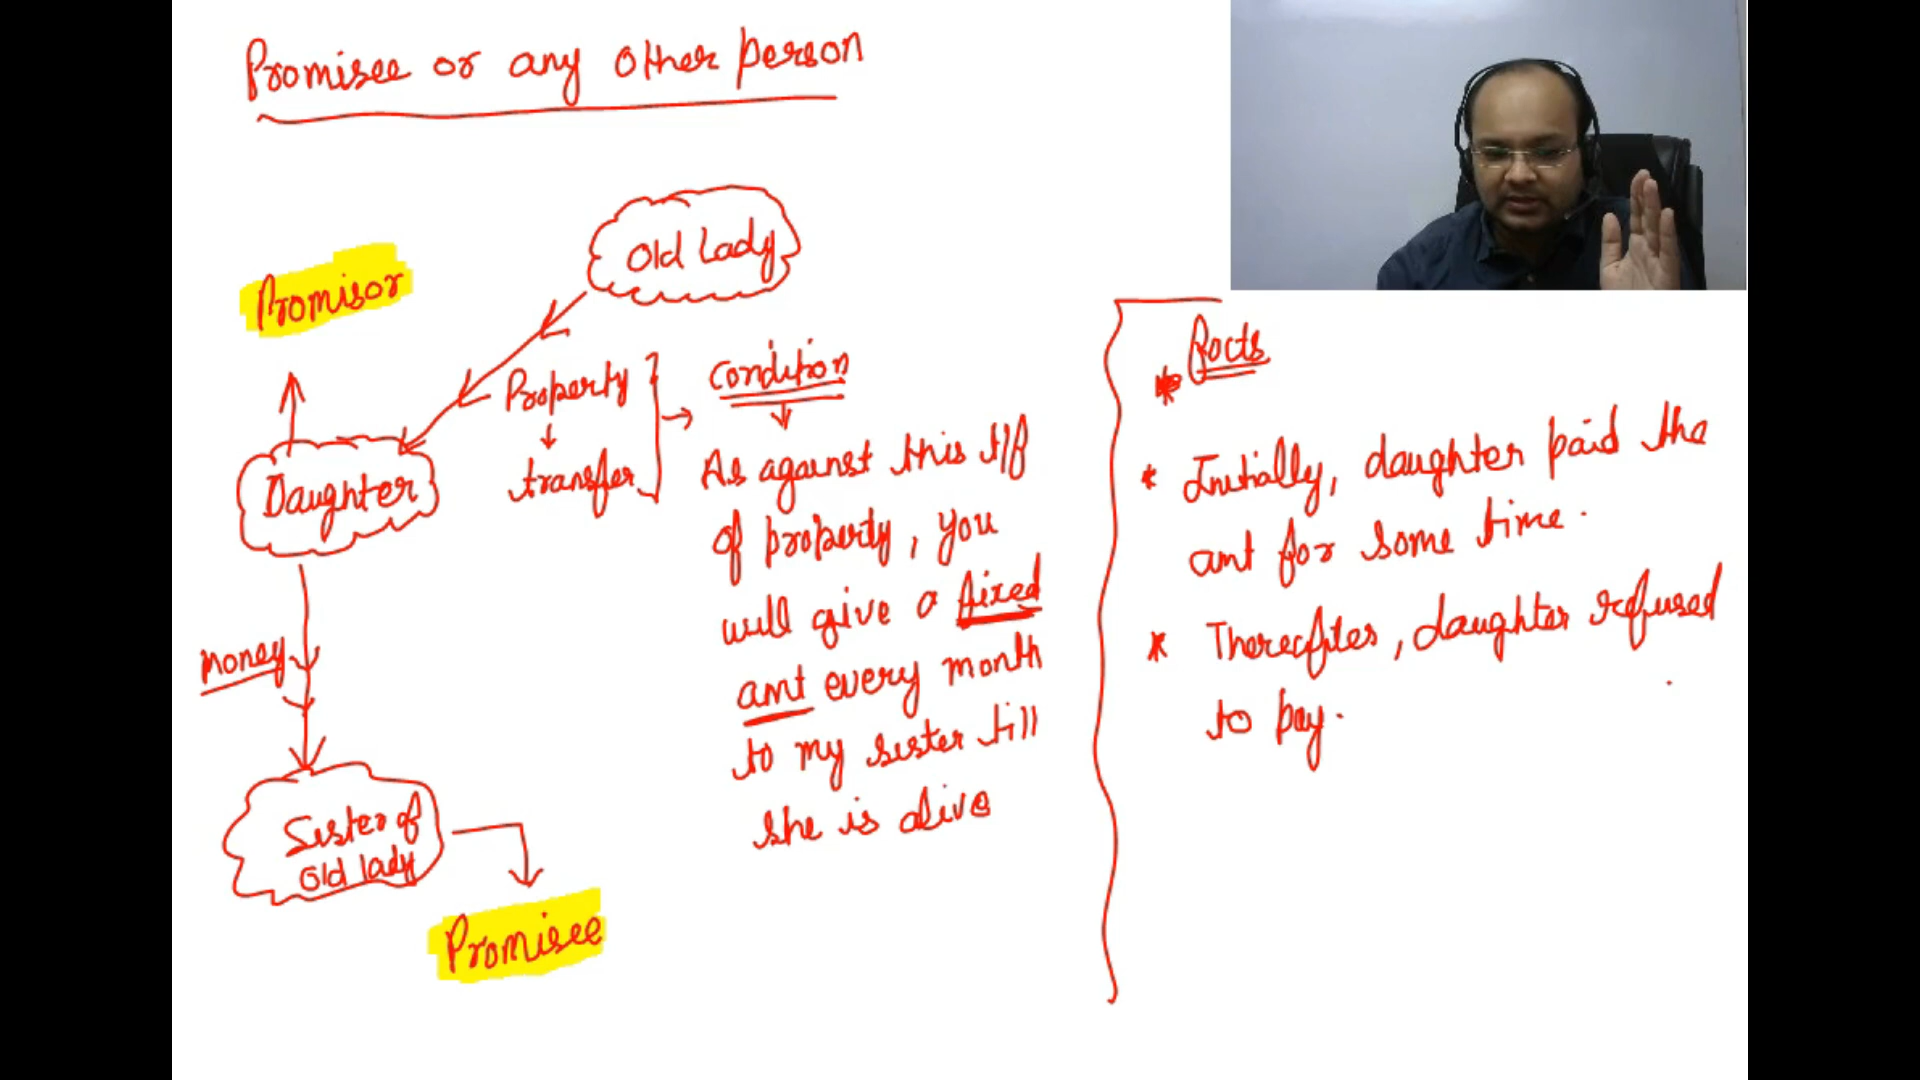 Promisee or any other person
Old Lady
Promisor
Property
transfer
Condition
Daughter
As against this t/f
of property, you
will give a fixed
amt every month
to my sister till
she is alive
money
Sister of
old lady
Promisee
* Facts
* Initially, daughter paid the
amt for some time.
* Thereafter, daughter refused
to pay.